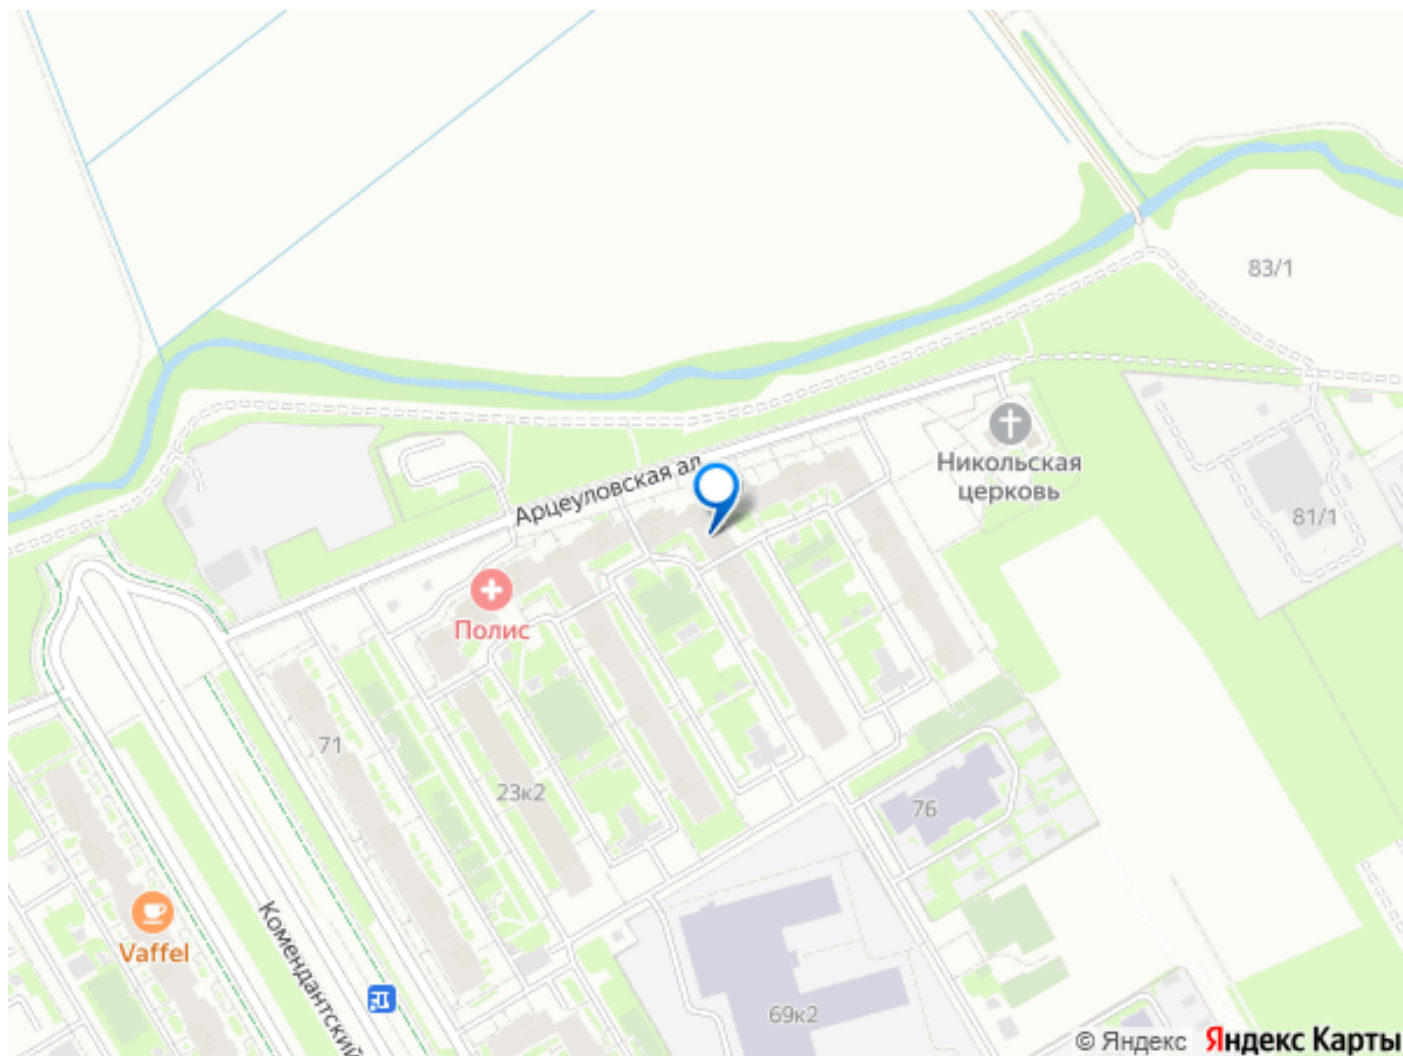 83/1
Никольская
церковь
Арцеуловская ал.
81/1
Полис
71
23к2
76
Vaffel
Комендантский
69к2
© Яндекс Яндекс Карты